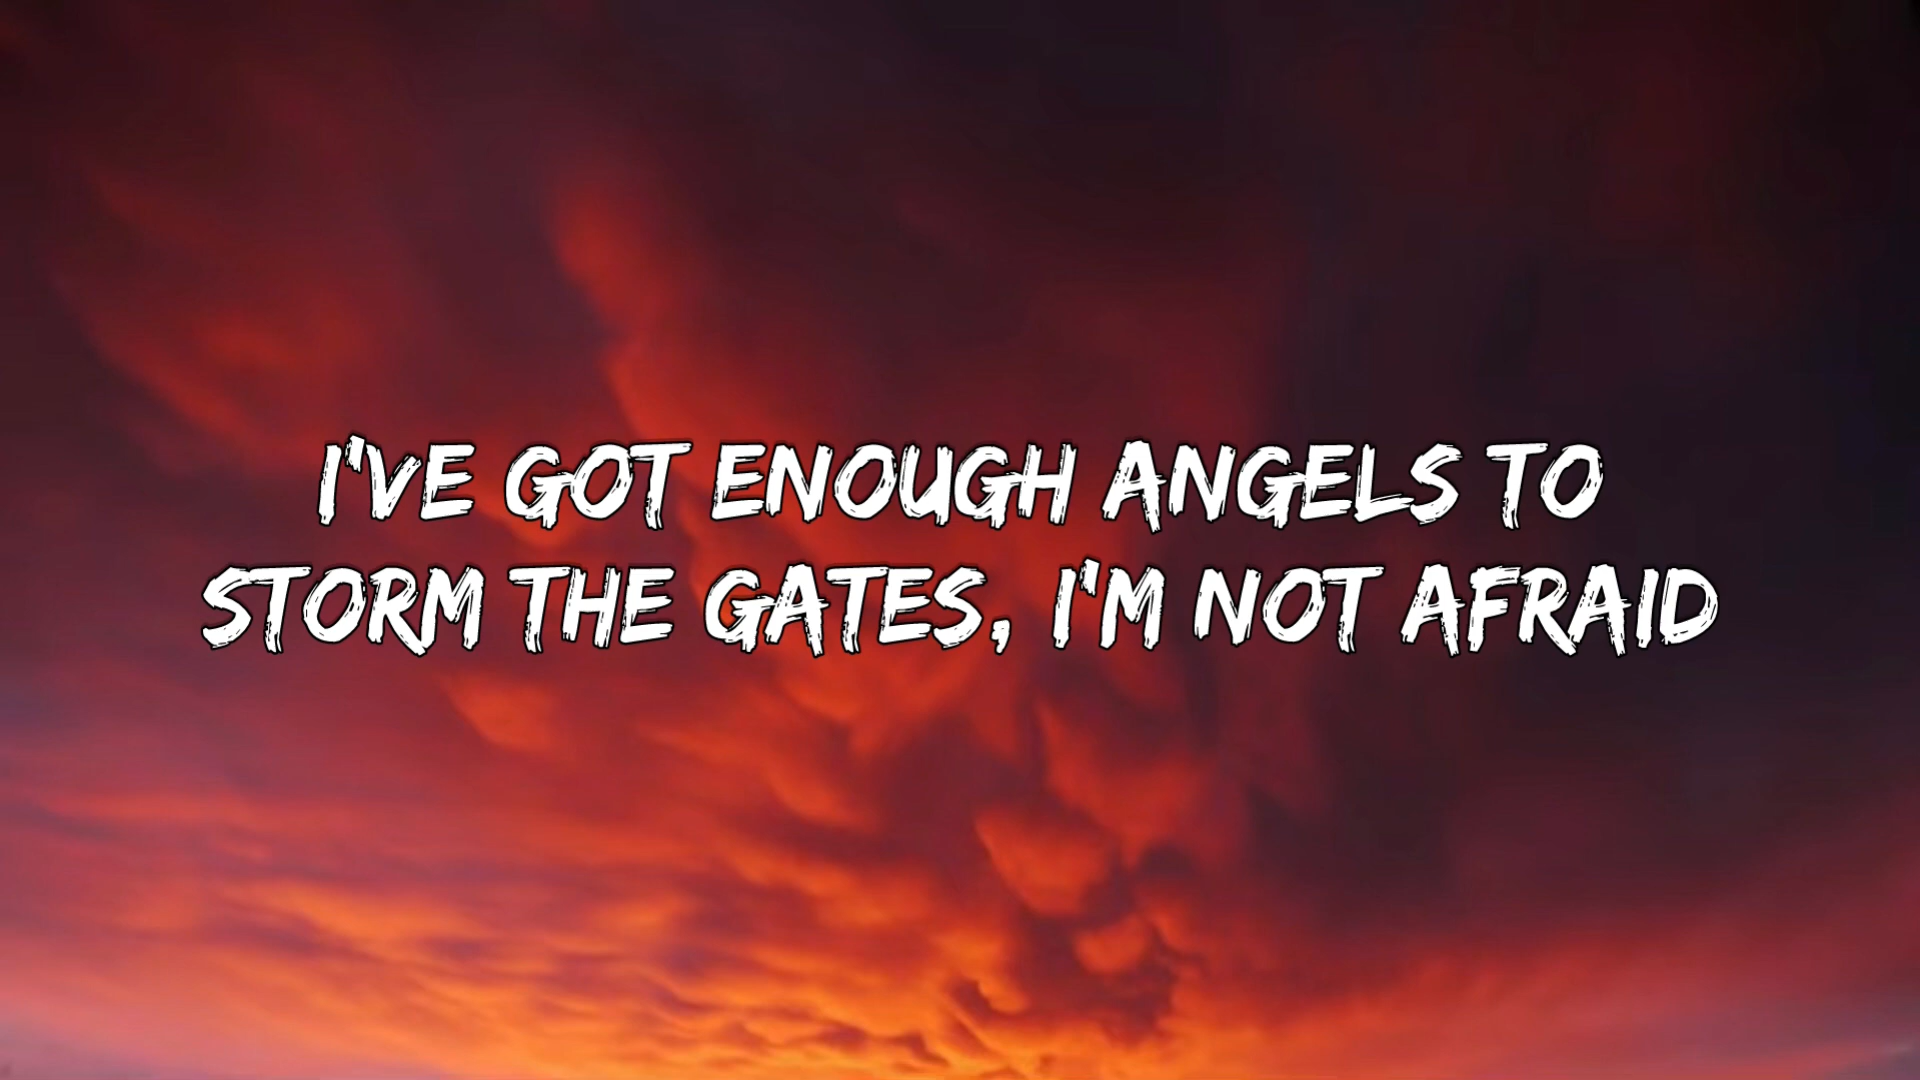 I'VE GOT ENOUGH ANGELS TO
STORM THE GATES, I'M NOT AFRAID